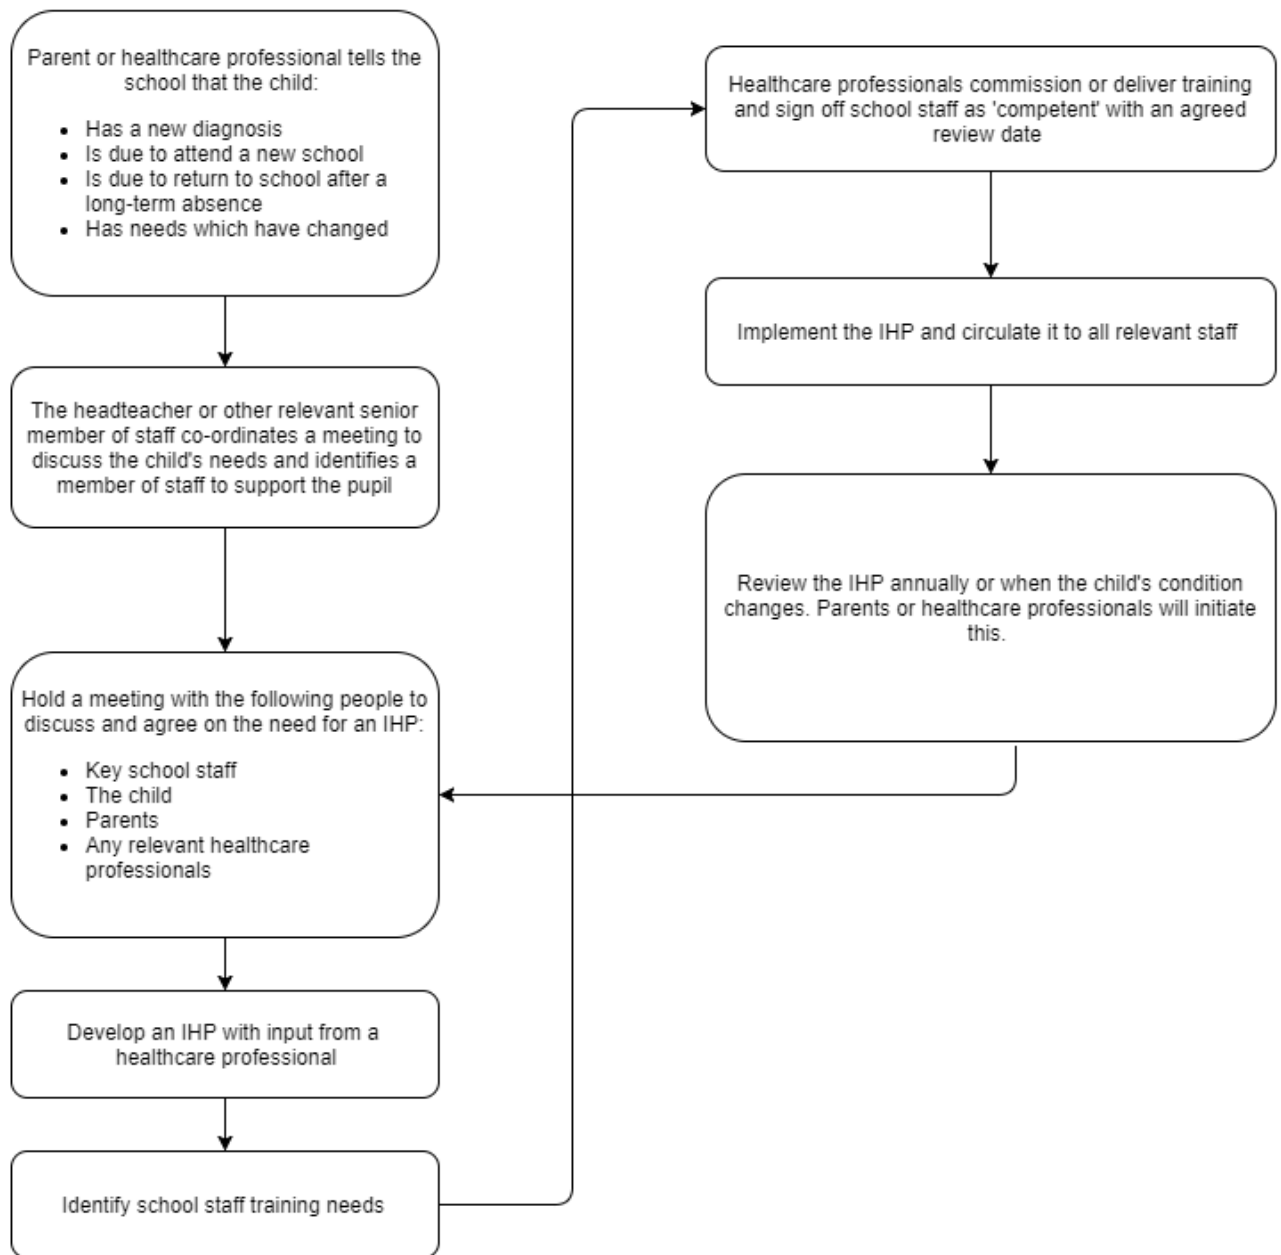 Parent or healthcare professional tells the
school that the child:
• Has a new diagnosis
• Is due to attend a new school
• Is due to return to school after a
long-term absence
• Has needs which have changed
The headteacher or other relevant senior
member of staff co-ordinates a meeting to
discuss the child's needs and identifies a
member of staff to support the pupil
Hold a meeting with the following people to
discuss and agree on the need for an IHP:
• Key school staff
• The child
• Parents
• Any relevant healthcare
professionals
Develop an IHP with input from a
healthcare professional
Identify school staff training needs
Healthcare professionals commission or deliver training
and sign off school staff as 'competent' with an agreed
review date
Implement the IHP and circulate it to all relevant staff
Review the IHP annually or when the child's condition
changes. Parents or healthcare professionals will initiate
this.